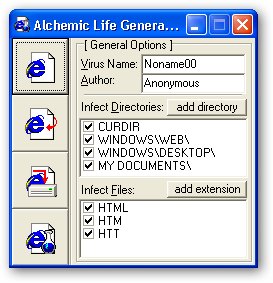 Alchemic Life Genera...
[ General Options ]
Virus Name: Noname00
Author: Anonymous
Infect Directories: add directory
CURDIR
WINDOWS\WEB\
WINDOWS\DESKTOP\
MY DOCUMENTS\
Infect Files: add extension
HTML
HTM
HTT